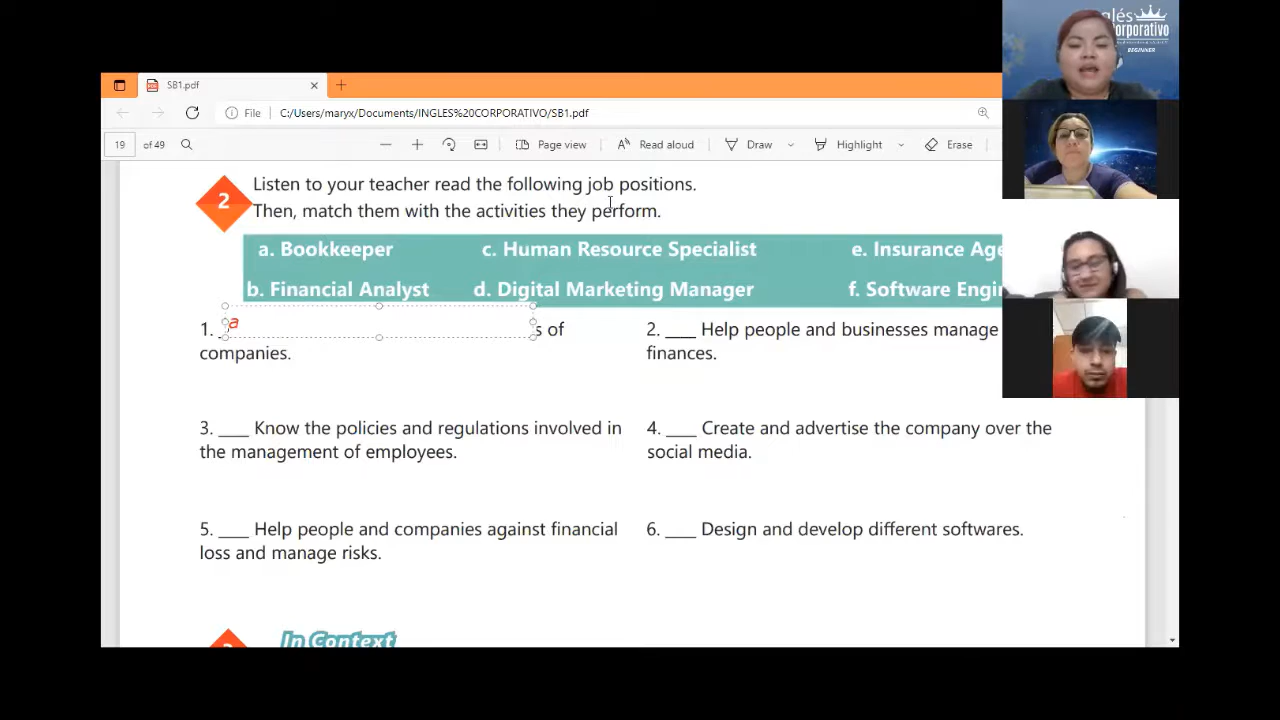 glés
orporativo
BEGINNER
SB1.pdf
File C:/Users/maryx/Documents/INGLES%20CORPORATIVO/SB1.pdf
19 of 49 Page view Read aloud Draw Highlight Erase
2
Listen to your teacher read the following job positions.
Then, match them with the activities they perform.
a. Bookkeeper c. Human Resource Specialist e. Insurance Age
b. Financial Analyst d. Digital Marketing Manager f. Software Engin
1. a s of
companies.
2. ___ Help people and businesses manage
finances.
3. ___ Know the policies and regulations involved in
the management of employees.
4. ___ Create and advertise the company over the
social media.
5. ___ Help people and companies against financial
loss and manage risks.
6. ___ Design and develop different softwares.
In Context